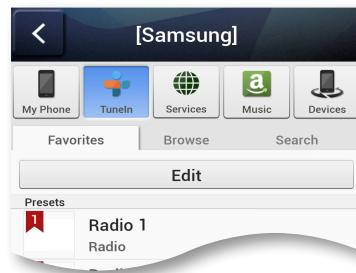 [Samsung]
My Phone TuneIn Services Music Devices
Favorites Browse Search
Edit
Presets
1
Radio 1
Radio